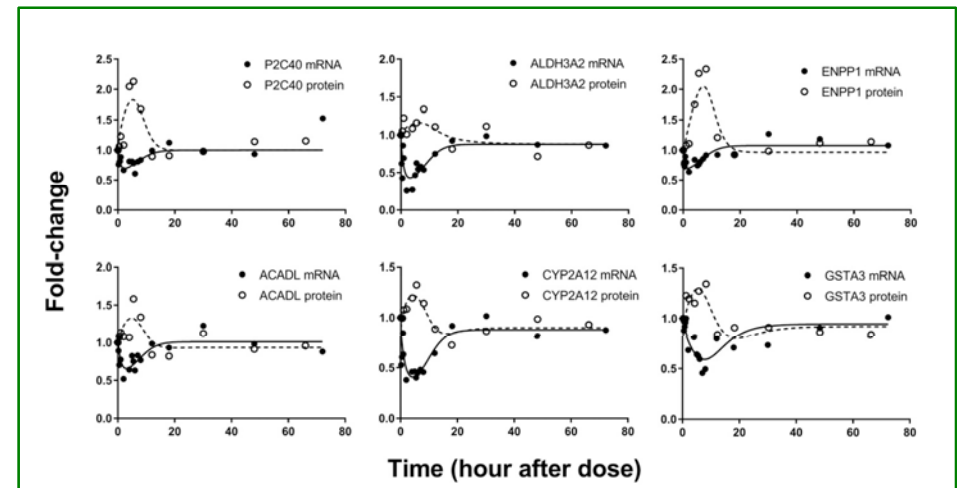 Fold-change
2.5
2.0
1.5
1.0
0.5
0.0
0 20 40 60 80
P2C40 mRNA
P2C40 protein
2.0
1.5
1.0
0.5
0.0
0 20 40 60 80
ALDH3A2 mRNA
ALDH3A2 protein
2.5
2.0
1.5
1.0
0.5
0.0
0 20 40 60 80
ENPP1 mRNA
ENPP1 protein
2.0
1.5
1.0
0.5
0.0
0 20 40 60 80
ACADL mRNA
ACADL protein
1.5
1.0
0.5
0.0
0 20 40 60 80
CYP2A12 mRNA
CYP2A12 protein
1.5
1.0
0.5
0.0
0 20 40 60 80
GSTA3 mRNA
GSTA3 protein
Time (hour after dose)